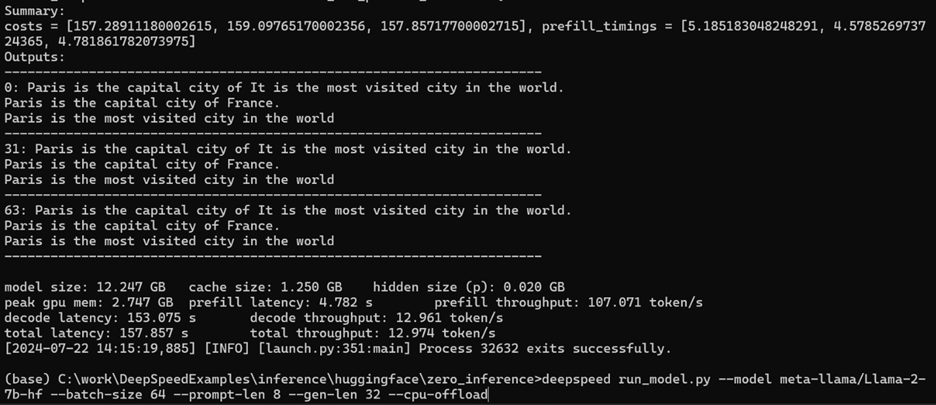 Summary:
costs = [157.28911180002615, 159.09765170002356, 157.85717700002715], prefill_timings = [5.185183048248291, 4.5785269737
24365, 4.781861782073975]
Outputs:
----------------------------------------------------------------------
0: Paris is the capital city of It is the most visited city in the world.
Paris is the capital city of France.
Paris is the most visited city in the world
----------------------------------------------------------------------
31: Paris is the capital city of It is the most visited city in the world.
Paris is the capital city of France.
Paris is the most visited city in the world
----------------------------------------------------------------------
63: Paris is the capital city of It is the most visited city in the world.
Paris is the capital city of France.
Paris is the most visited city in the world
----------------------------------------------------------------------
model size: 12.247 GB cache size: 1.250 GB hidden size (p): 0.020 GB
peak gpu mem: 2.747 GB prefill latency: 4.782 s prefill throughput: 107.071 token/s
decode latency: 153.075 s decode throughput: 12.961 token/s
total latency: 157.857 s total throughput: 12.974 token/s
[2024-07-22 14:15:19,885] [INFO] [launch.py:351:main] Process 32632 exits successfully.
(base) C:\work\DeepSpeedExamples\inference\huggingface\zero_inference>deepspeed run_model.py --model meta-llama/Llama-2-
7b-hf --batch-size 64 --prompt-len 8 --gen-len 32 --cpu-offload